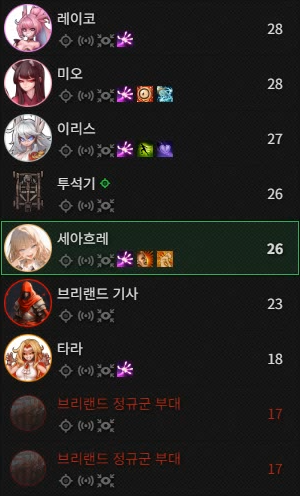 레이코 28
미오 28
이리스 27
투석기 26
세아흐레 26
브리랜드 기사 23
타라 18
브리랜드 정규군 부대 17
브리랜드 정규군 부대 17